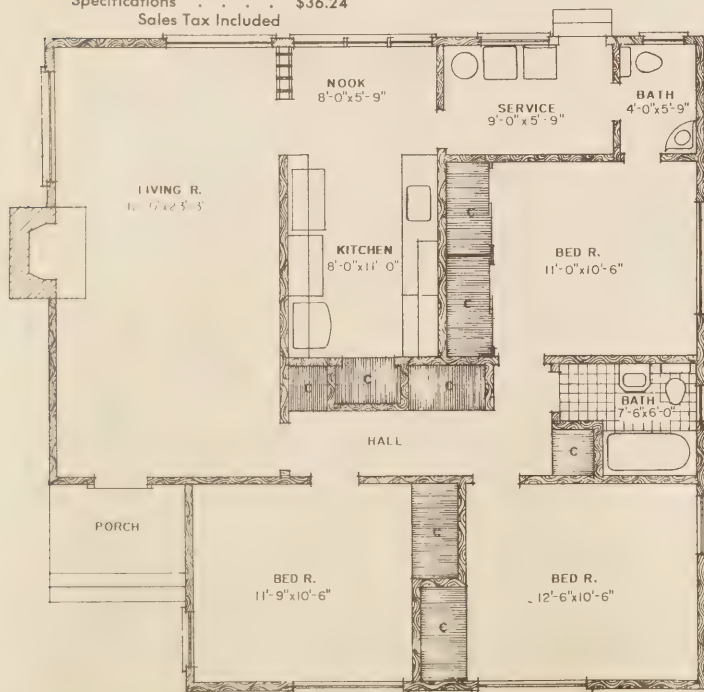 Specifications . . . . $36.24
Sales Tax Included
NOOK
8'-0"x5'-9"
SERVICE
9'-0"x5'-9"
BATH
4'-0"x5'-9"
LIVING R.
C
KITCHEN
8'-0"x11'-0"
BED R.
11'-0"x10'-6"
C
C
C
C
BATH
7'-6"x6'-0"
HALL
C
PORCH
C
BED R.
11'-9"x10'-6"
BED R.
12'-6"x10'-6"
C